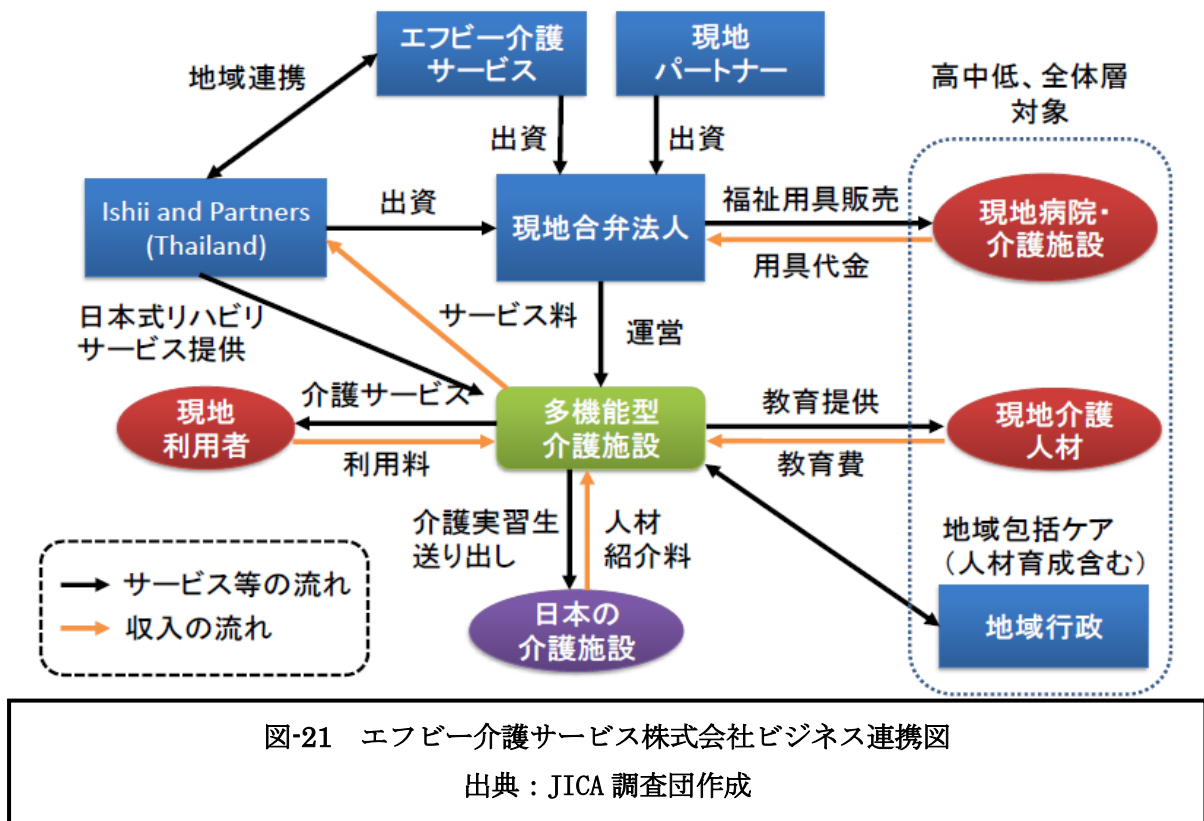 エフビー介護
サービス
現地
パートナー
地域連携
高中低、全体層
対象
出資
出資
Ishii and Partners
(Thailand)
出資
現地合弁法人
福祉用具販売
用具代金
現地病院・
介護施設
日本式リハビリ
サービス提供
サービス料
運営
現地
利用者
介護サービス
利用料
多機能型
介護施設
教育提供
教育費
現地介護
人材
介護実習生
送り出し
人材
紹介料
地域包括ケア
（人材育成含む）
サービス等の流れ
収入の流れ
日本の
介護施設
地域行政
図-21　エフビー介護サービス株式会社ビジネス連携図
出典：JICA 調査団作成